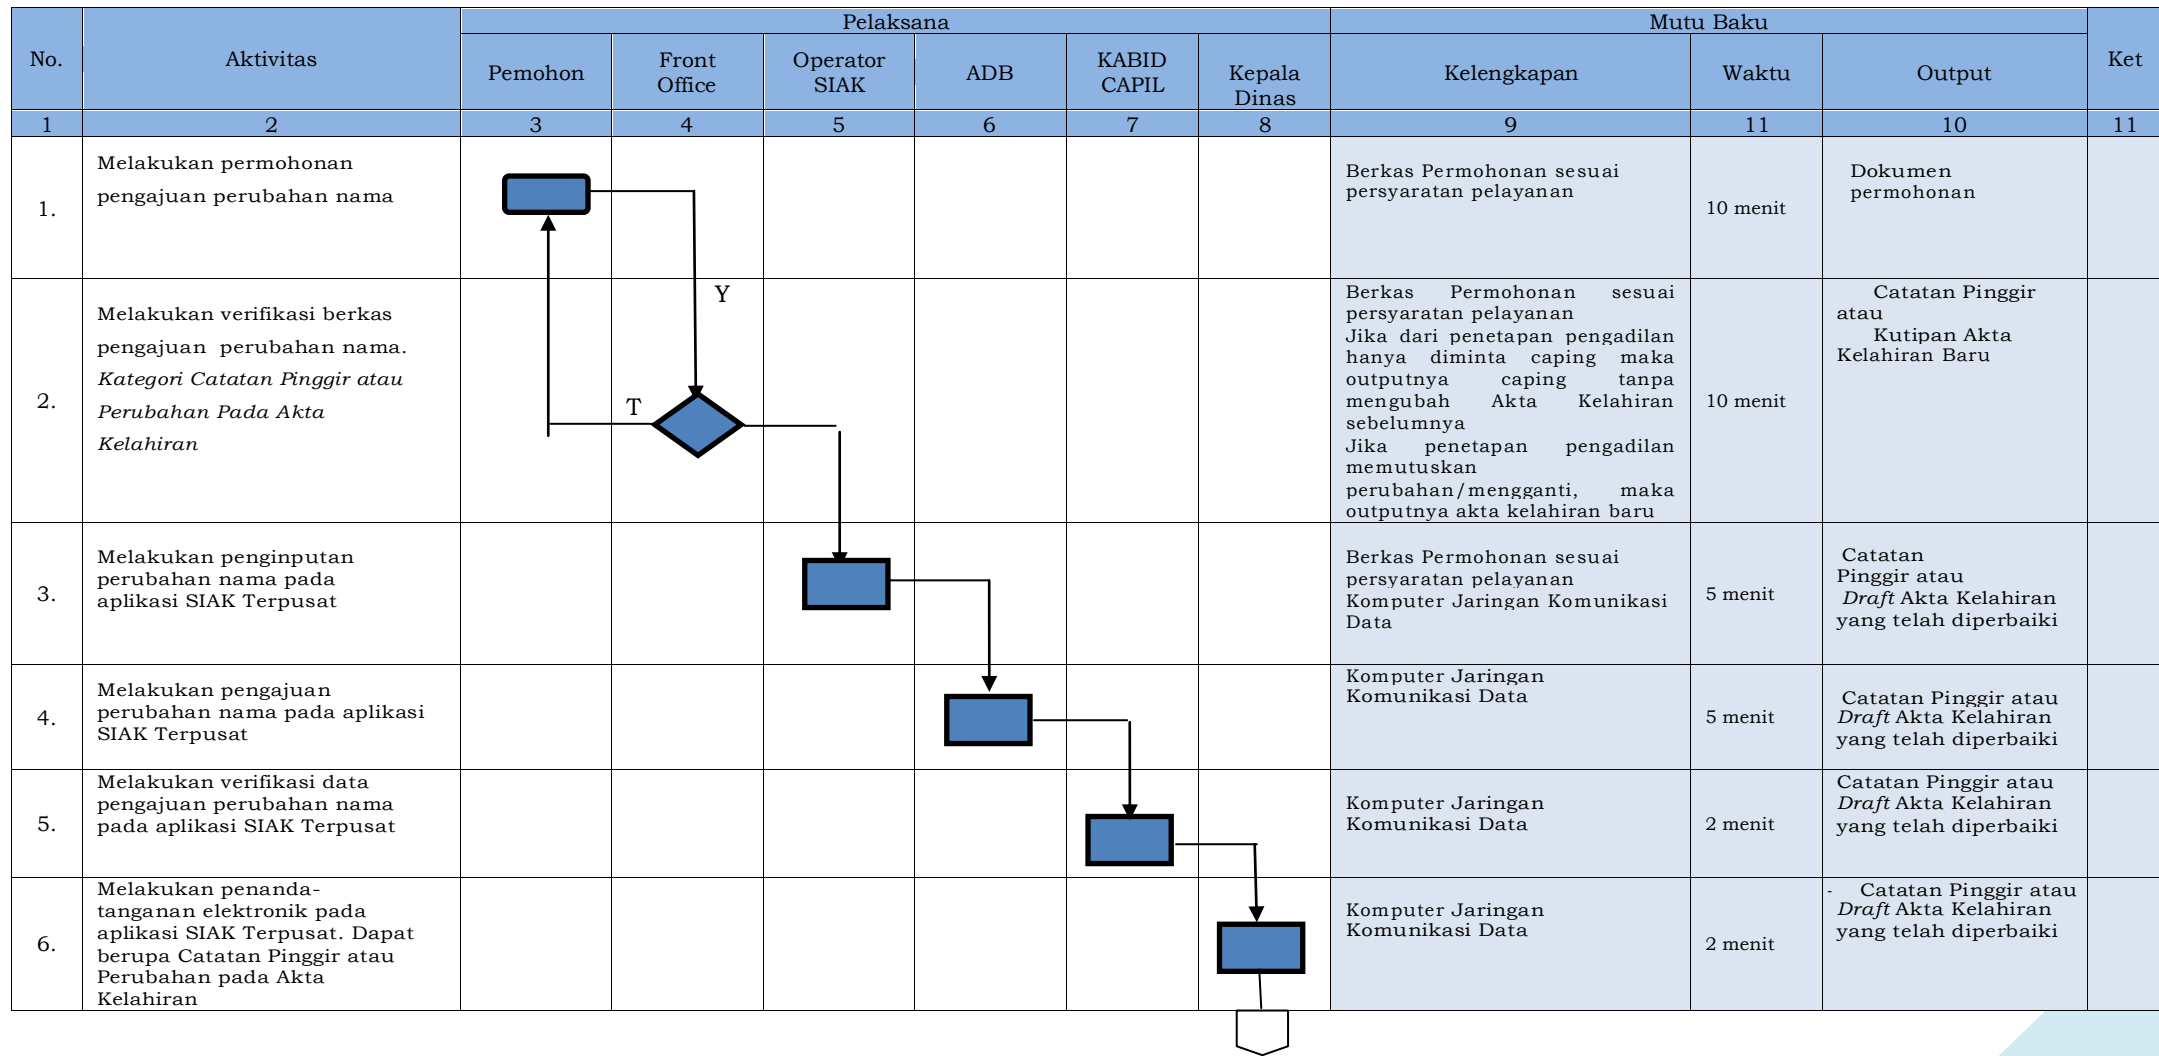 Pelaksana
Mutu Baku
No.
Aktivitas
Pemohon
Front
Office
Operator
SIAK
ADB
KABID
CAPIL
Kepala
Dinas
Kelengkapan
Waktu
Output
Ket
1 2 3 4 5 6 7 8 9 11 10 11
1.
Melakukan permohonan
pengajuan perubahan nama
Berkas Permohonan sesuai
persyaratan pelayanan
10 menit
Dokumen
permohonan
2.
Melakukan verifikasi berkas
pengajuan perubahan nama.
Kategori Catatan Pinggir atau
Perubahan Pada Akta
Kelahiran
Y
T
Berkas Permohonan sesuai
persyaratan pelayanan
Jika dari penetapan pengadilan
hanya diminta caping maka
outputnya caping tanpa
mengubah Akta Kelahiran
sebelumnya
Jika penetapan pengadilan
memutuskan
perubahan/mengganti, maka
outputnya akta kelahiran baru
10 menit
Catatan Pinggir
atau
Kutipan Akta
Kelahiran Baru
3.
Melakukan penginputan
perubahan nama pada
aplikasi SIAK Terpusat
Berkas Permohonan sesuai
persyaratan pelayanan
Komputer Jaringan Komunikasi
Data
5 menit
Catatan
Pinggir atau
Draft Akta Kelahiran
yang telah diperbaiki
4.
Melakukan pengajuan
perubahan nama pada aplikasi
SIAK Terpusat
Komputer Jaringan
Komunikasi Data
5 menit
Catatan Pinggir atau
Draft Akta Kelahiran
yang telah diperbaiki
5.
Melakukan verifikasi data
pengajuan perubahan nama
pada aplikasi SIAK Terpusat
Komputer Jaringan
Komunikasi Data
2 menit
Catatan Pinggir atau
Draft Akta Kelahiran
yang telah diperbaiki
6.
Melakukan penanda-
tanganan elektronik pada
aplikasi SIAK Terpusat. Dapat
berupa Catatan Pinggir atau
Perubahan pada Akta
Kelahiran
Komputer Jaringan
Komunikasi Data
2 menit
- Catatan Pinggir atau
Draft Akta Kelahiran
yang telah diperbaiki